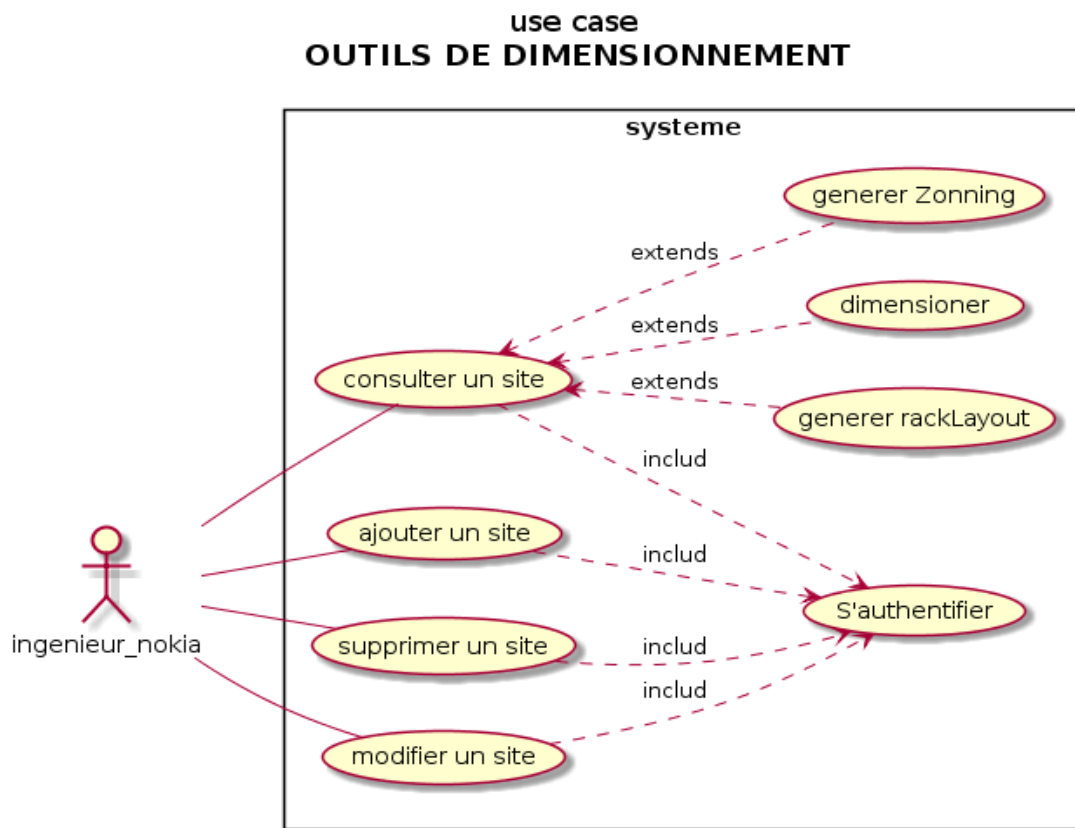 use case
OUTILS DE DIMENSIONNEMENT
systeme
generer Zonning
extends
dimensioner
extends
consulter un site
extends
generer rackLayout
includ
ajouter un site
includ
S'authentifier
ingenieur_nokia
supprimer un site
includ
includ
modifier un site